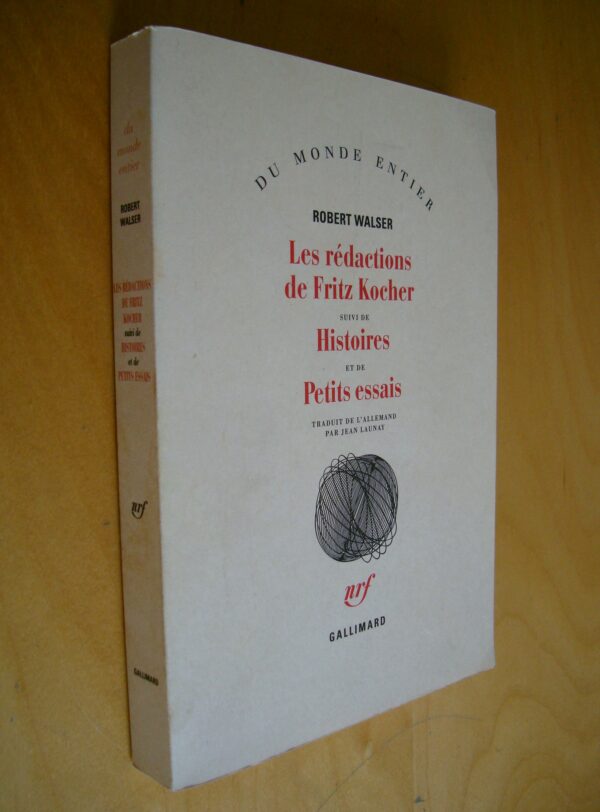 du
monde
entier
ROBERT
WALSER
LES RÉDACTIONS
DE FRITZ
KOCHER
suivi de
HISTOIRES
et de
PETITS ESSAIS
nrf
GALLIMARD
DU MONDE ENTIER
ROBERT WALSER
Les rédactions
de Fritz Kocher
SUIVI DE
Histoires
ET DE
Petits essais
TRADUIT DE L'ALLEMAND
PAR JEAN LAUNAY
nrf
GALLIMARD